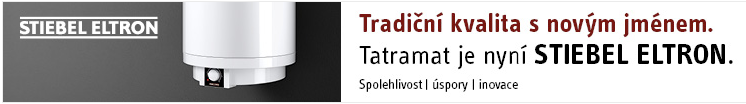 STIEBEL ELTRON
Tradiční kvalita s novým jménem.
Tatramat je nyní STIEBEL ELTRON.
Spolehlivost | úspory | inovace